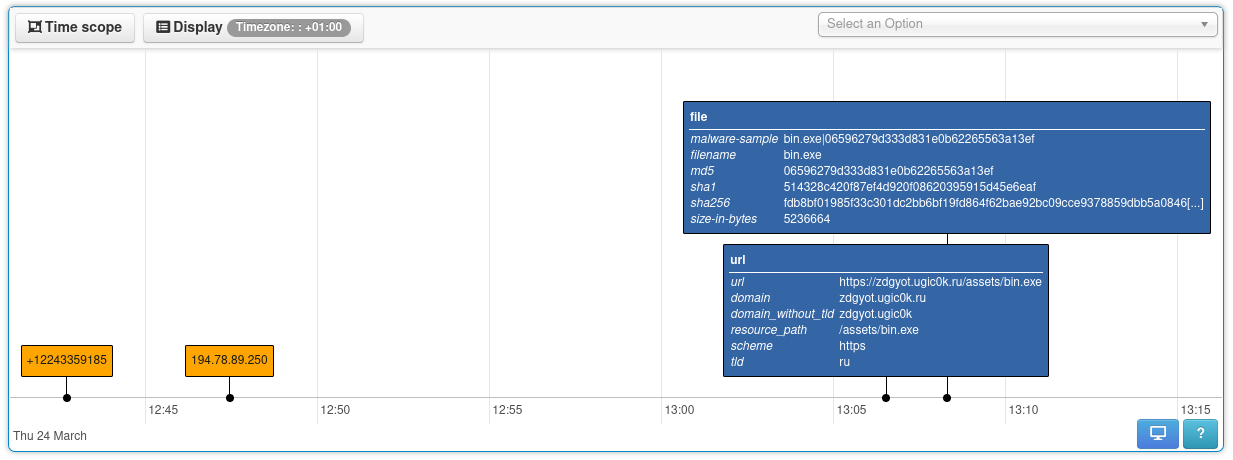 Time scope
Display Timezone: : +01:00
Select an Option
file
malware-sample bin.exe|06596279d333d831e0b62265563a13ef
filename bin.exe
md5 06596279d333d831e0b62265563a13ef
sha1 514328c420f87ef4d920f08620395915d45e6eaf
sha256 fdb8bf01985f33c301dc2bb6bf19fd864f62bae92bc09cce9378859dbb5a0846[...]
size-in-bytes 5236664
url
url https://zdgyot.ugic0k.ru/assets/bin.exe
domain zdgyot.ugic0k.ru
domain_without_tld zdgyot.ugic0k
resource_path /assets/bin.exe
scheme https
tld ru
+12243359185
194.78.89.250
12:45
12:50
12:55
13:00
13:05
13:10
13:15
Thu 24 March
?